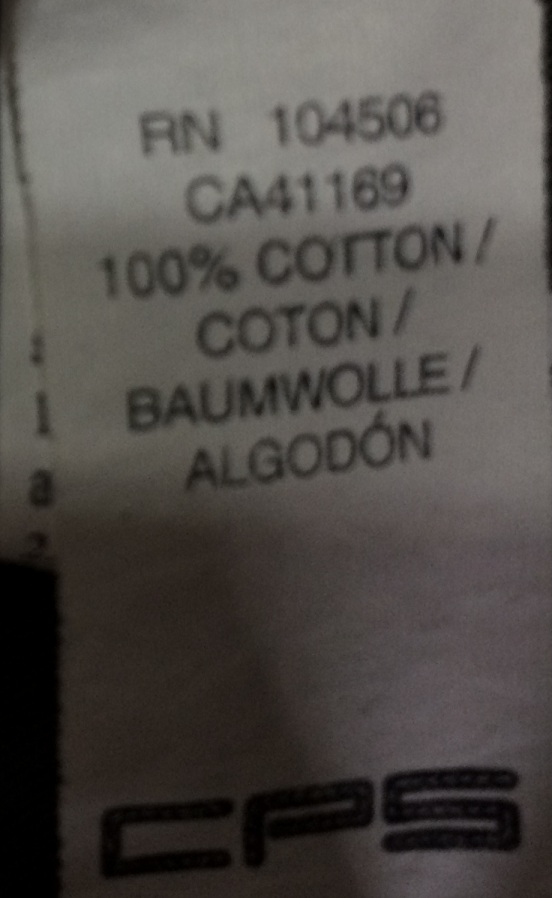 RN 104506
CA41169
100% COTTON /
COTON /
BAUMWOLLE /
ALGODÓN
CPS